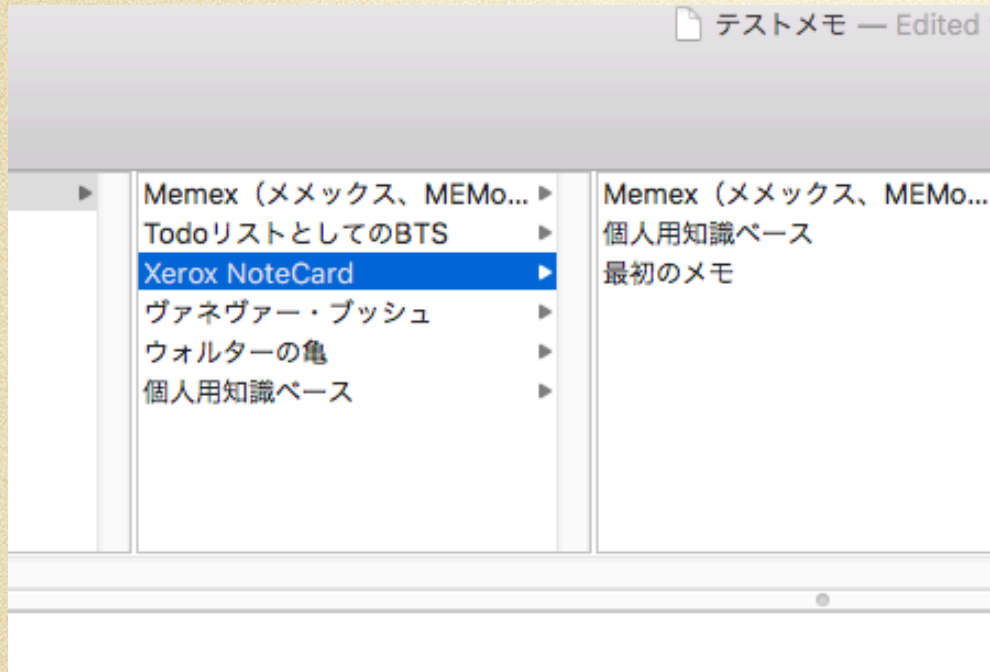 テストメモ — Edited
Memex（メメックス、MEMo...
TodoリストとしてのBTS
Xerox NoteCard
ヴァネヴァー・ブッシュ
ウォルターの亀
個人用知識ベース
Memex（メメックス、MEMo...
個人用知識ベース
最初のメモ